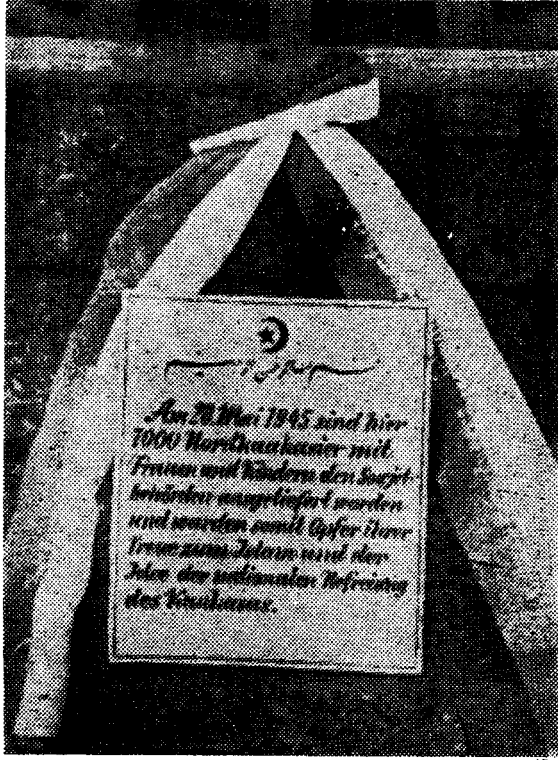 Am 28. Mai 1945 sind hier
7000 Nordkaukasier mit
Frauen und Kindern den Sowjet-
behörden ausgeliefert worden
und wurden somit Opfer ihrer
Treue zum Islam und der
Idee der nationalen Befreiung
des Kaukasus.